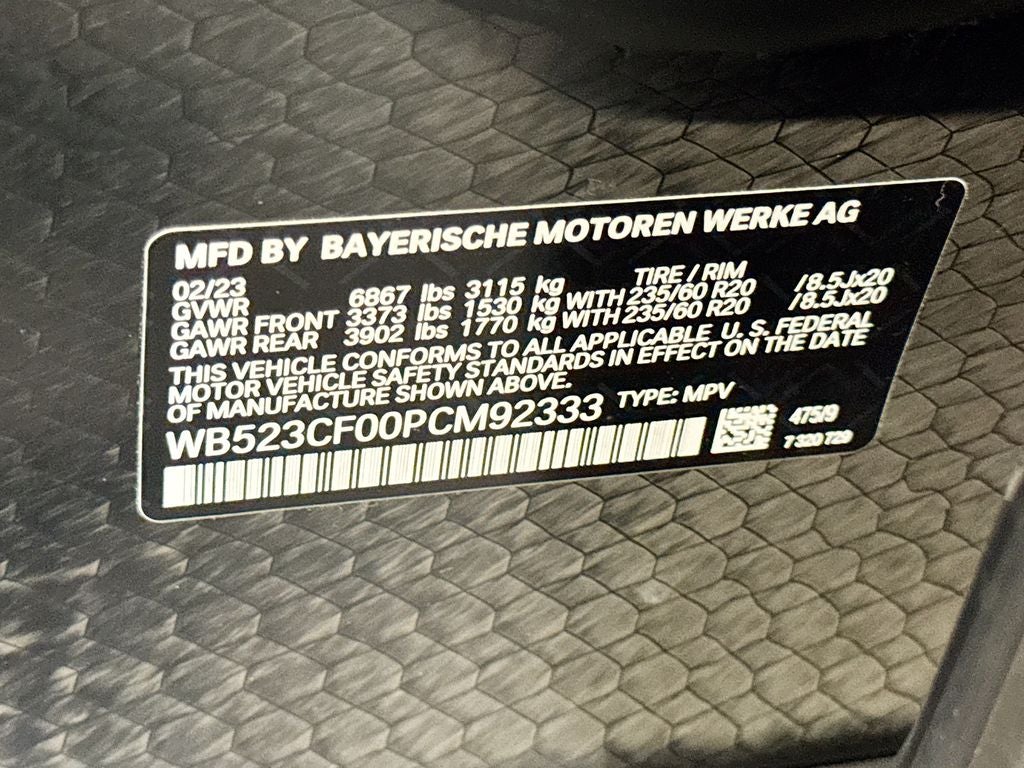 MFD BY BAYERISCHE MOTOREN WERKE AG
02/23 TIRE / RIM
GVWR 6867 lbs 3115 kg
GAWR FRONT 3373 lbs 1530 kg WITH 235/60 R20 /8.5Jx20
GAWR REAR 3902 lbs 1770 kg WITH 235/60 R20 /8.5Jx20
THIS VEHICLE CONFORMS TO ALL APPLICABLE U. S. FEDERAL
MOTOR VEHICLE SAFETY STANDARDS IN EFFECT ON THE DATE
OF MANUFACTURE SHOWN ABOVE.
WB523CF00PCM92333 TYPE: MPV
475/9
7 320 729